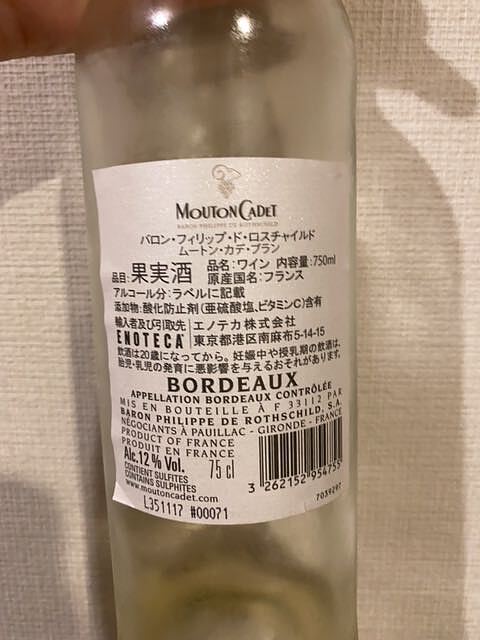 MOUTON CADET
BARON PHILIPPE DE ROTHSCHILD
バロン・フィリップ・ド・ロスチャイルド
ムートン・カデ・ブラン
品目: 果実酒 品名: ワイン 内容量: 750ml
原産国名: フランス
アルコール分: ラベルに記載
添加物: 酸化防止剤(亜硫酸塩、ビタミンC)含有
輸入者及び引取先 エノテカ株式会社
ENOTECA 東京都港区南麻布5-14-15
飲酒は20歳になってから。妊娠中や授乳期の飲酒は、
胎児・乳児の発育に悪影響を与えるおそれがあります。
BORDEAUX
APPELLATION BORDEAUX CONTRÔLÉE
MIS EN BOUTEILLE À F 33112 PAR
BARON PHILIPPE DE ROTHSCHILD, S.A.
NÉGOCIANTS À PAUILLAC - GIRONDE - FRANCE
PRODUCT OF FRANCE
PRODUIT DE FRANCE
Alc.12 % Vol. 75 cl
CONTIENT SULFITES
CONTAINS SULPHITES
www.moutoncadet.com
3 262152 954755
7039297
L351117 #00071